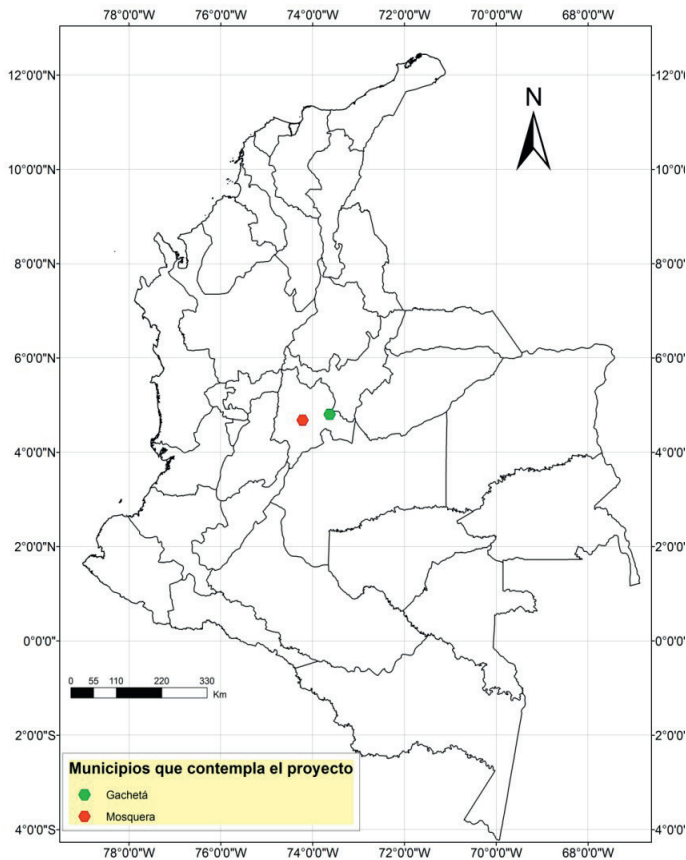 78°0'0"W 76°0'0"W 74°0'0"W 72°0'0"W 70°0'0"W 68°0'0"W
12°0'0"N
12°0'0"N
N
10°0'0"N
10°0'0"N
8°0'0"N
8°0'0"N
6°0'0"N
6°0'0"N
4°0'0"N
4°0'0"N
2°0'0"N
2°0'0"N
0°0'0"
0°0'0"
0 55 110 220 330
Km
2°0'0"S
2°0'0"S
Municipios que contempla el proyecto
Gachetá
Mosquera
4°0'0"S
4°0'0"S
78°0'0"W 76°0'0"W 74°0'0"W 72°0'0"W 70°0'0"W 68°0'0"W